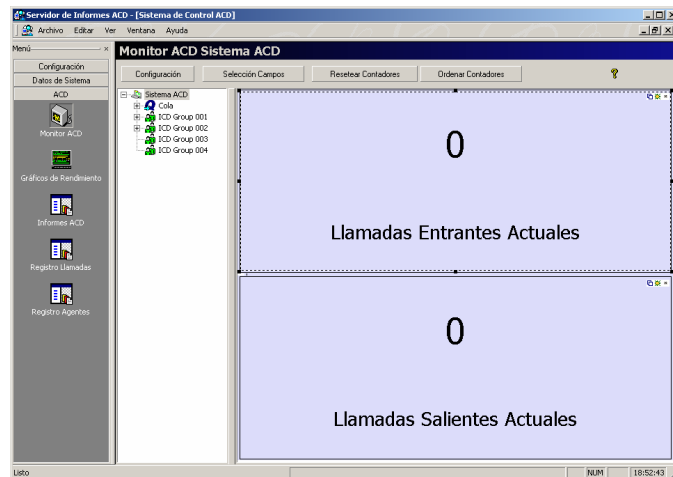 Servidor de Informes ACD - [Sistema de Control ACD]
Archivo Editar Ver Ventana Ayuda
Menú
Monitor ACD Sistema ACD
Configuración
Datos de Sistema
ACD
Monitor ACD
Gráficos de Rendimiento
Informes ACD
Registro Llamadas
Registro Agentes
Configuración Selección Campos Resetear Contadores Ordenar Contadores
Sistema ACD
Cola
ICD Group 001
ICD Group 002
ICD Group 003
ICD Group 004
0
Llamadas Entrantes Actuales
0
Llamadas Salientes Actuales
Listo NUM 18:52:43